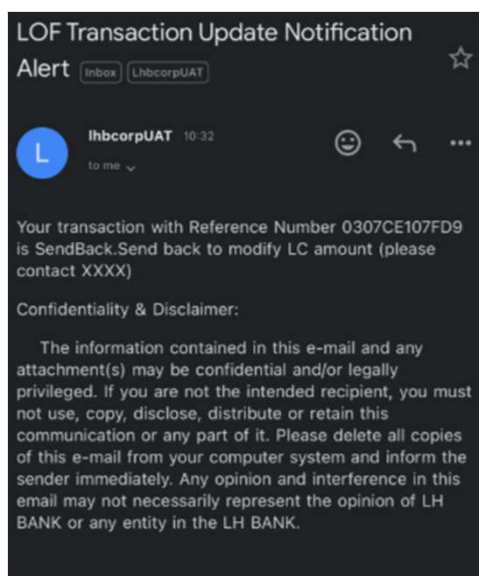 LOF Transaction Update Notification
Alert Inbox LhbcorpUAT
L
lhbcorpUAT 10:32
to me
Your transaction with Reference Number 0307CE107FD9
is SendBack.Send back to modify LC amount (please
contact XXXX)
Confidentiality & Disclaimer:
The information contained in this e-mail and any
attachment(s) may be confidential and/or legally
privileged. If you are not the intended recipient, you must
not use, copy, disclose, distribute or retain this
communication or any part of it. Please delete all copies
of this e-mail from your computer system and inform the
sender immediately. Any opinion and interference in this
email may not necessarily represent the opinion of LH
BANK or any entity in the LH BANK.